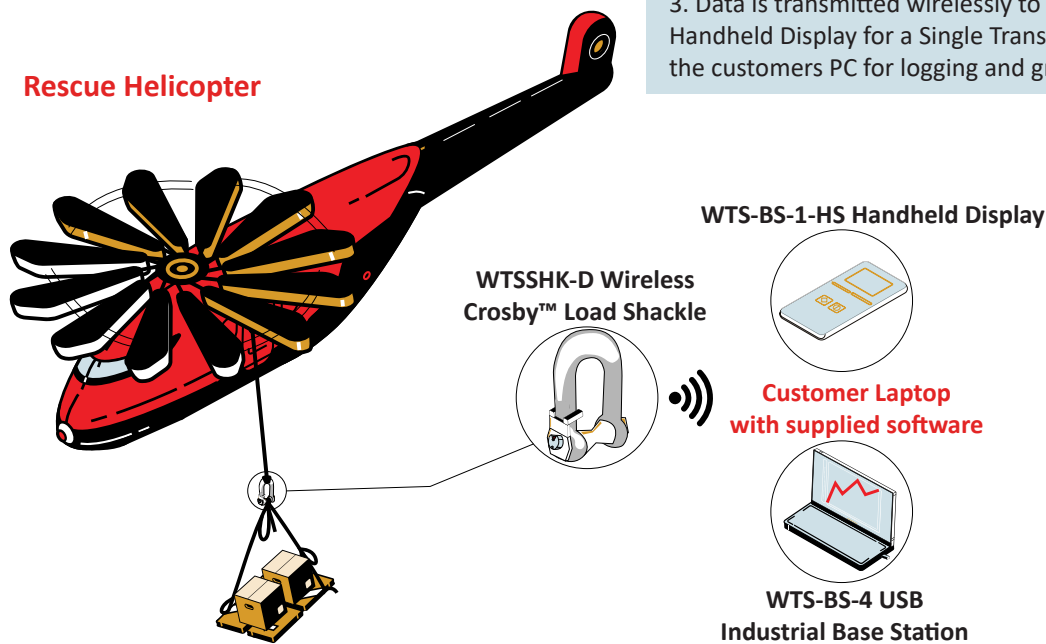 3. Data is transmitted wirelessly to
Handheld Display for a Single Trans
the customers PC for logging and
Rescue Helicopter
WTS-BS-1-HS Handheld Display
WTSSHK-D Wireless
Crosby™ Load Shackle
Customer Laptop
with supplied software
WTS-BS-4 USB
Industrial Base Station